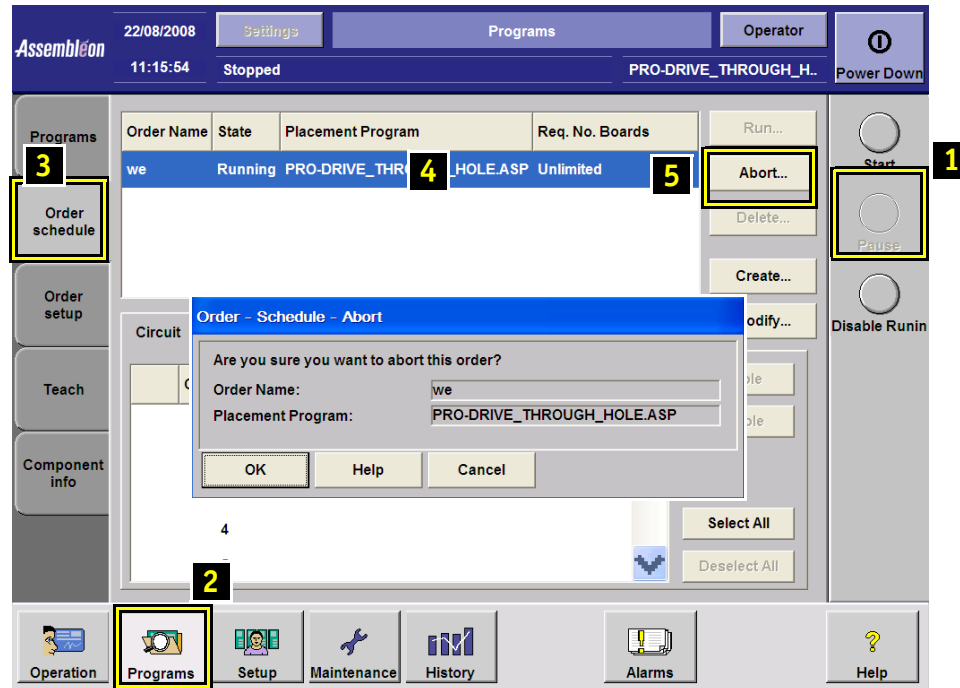 Assembléon
22/08/2008
11:15:54
Settings
Programs
Operator
Stopped
PRO-DRIVE_THROUGH_H..
Power Down
Programs
3
Order
schedule
Order
setup
Teach
Component
info
Order Name State Placement Program Req. No. Boards
we Running PRO-DRIVE_THR 4 _HOLE.ASP Unlimited 5
Run...
Abort...
Delete...
Create...
odify...
Start
1
Pause
Disable Runin
Circuit
Order - Schedule - Abort
Are you sure you want to abort this order?
Order Name: we
Placement Program: PRO-DRIVE_THROUGH_HOLE.ASP
OK Help Cancel
ble
ble
4
Select All
Deselect All
2
Operation
Programs
Setup
Maintenance
History
Alarms
Help